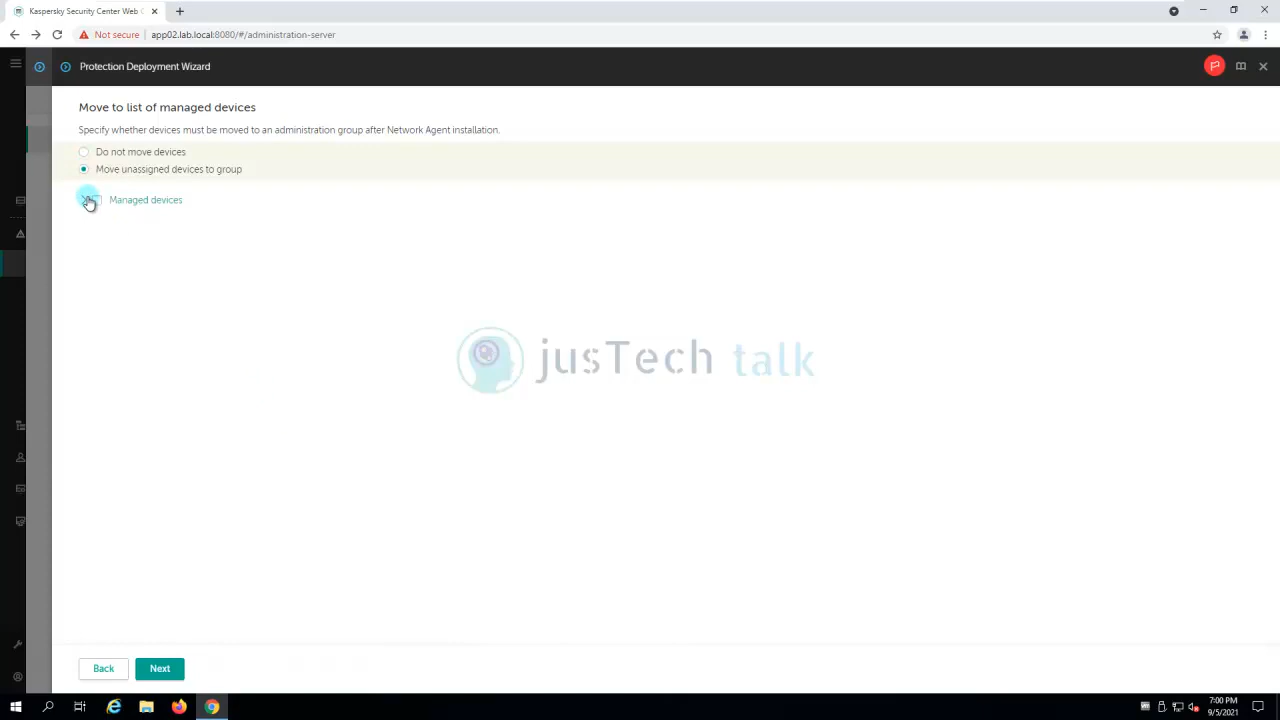 Kaspersky Security Center Web C
Not secure
app02.lab.local:8080/#/administration-server
Protection Deployment Wizard
Move to list of managed devices
Specify whether devices must be moved to an administration group after Network Agent installation.
Do not move devices
Move unassigned devices to group
Managed devices
jusTech talk
Back
Next
7:00 PM
9/5/2021